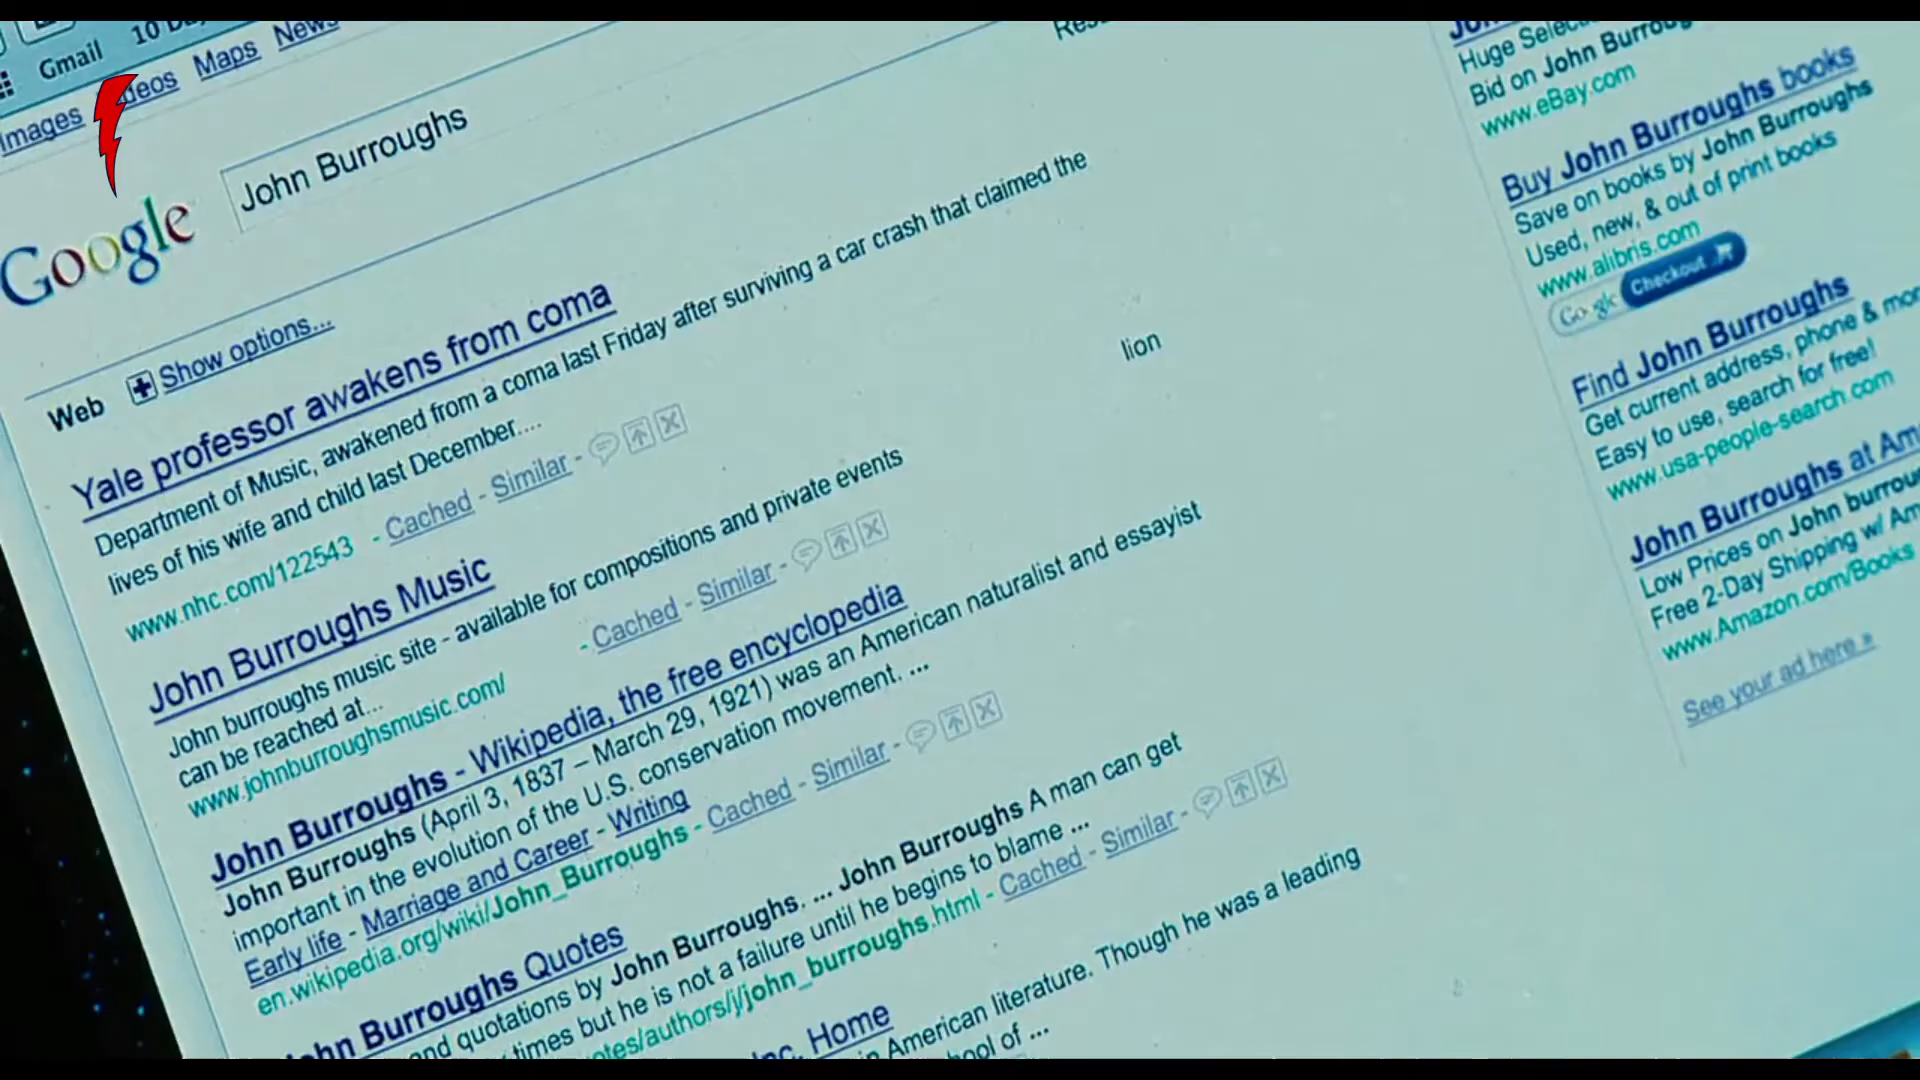 Gmail
Images
Maps
News
Google
John Burroughs
Web
Show options...
Yale professor awakens from coma
Department of Music, awakened from a coma last Friday after surviving a car crash that claimed the
lives of his wife and child last December....
www.nhc.com/122543 - Cached - Similar -
lion
John Burroughs Music
John burroughs music site - available for compositions and private events
can be reached at...
www.johnburroughsmusic.com/ - Cached - Similar -
John Burroughs - Wikipedia, the free encyclopedia
John Burroughs (April 3, 1837 – March 29, 1921) was an American naturalist and essayist
important in the evolution of the U.S. conservation movement. ...
Early life - Marriage and Career - Writing
en.wikipedia.org/wiki/John_Burroughs - Cached - Similar -
John Burroughs Quotes
and quotations by John Burroughs. ... John Burroughs A man can get
times but he is not a failure until he begins to blame ...
/authors/j/john_burroughs.html - Cached - Similar -
Inc. Home
in American literature. Though he was a leading
of ...
Huge
Bid on John
www.eBay.com
Buy John Burroughs books
Save on books by John Burroughs
Used, new, & out of print books
www.alibris.com
Google Checkout
Find John Burroughs
Get current address, phone &
Easy to use, search for free!
www.usa-people-search.com
John Burroughs at
Low Prices on John
Free 2-Day Shipping w/
www.Amazon.com/Books
See your ad here »